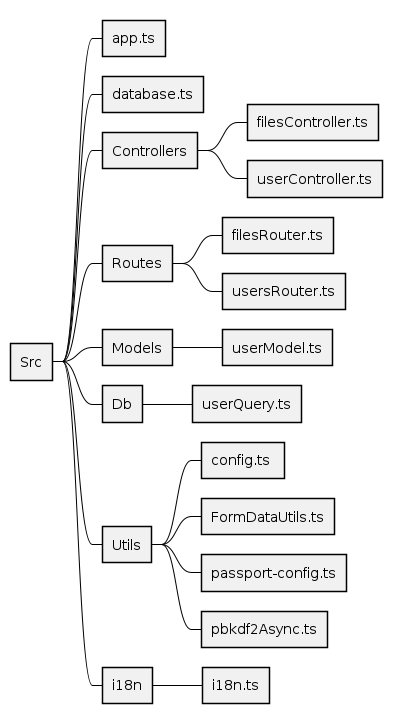 app.ts
database.ts
filesController.ts
Controllers
userController.ts
filesRouter.ts
Routes
usersRouter.ts
Models
userModel.ts
Src
Db
userQuery.ts
config.ts
FormDataUtils.ts
Utils
passport-config.ts
pbkdf2Async.ts
i18n
i18n.ts